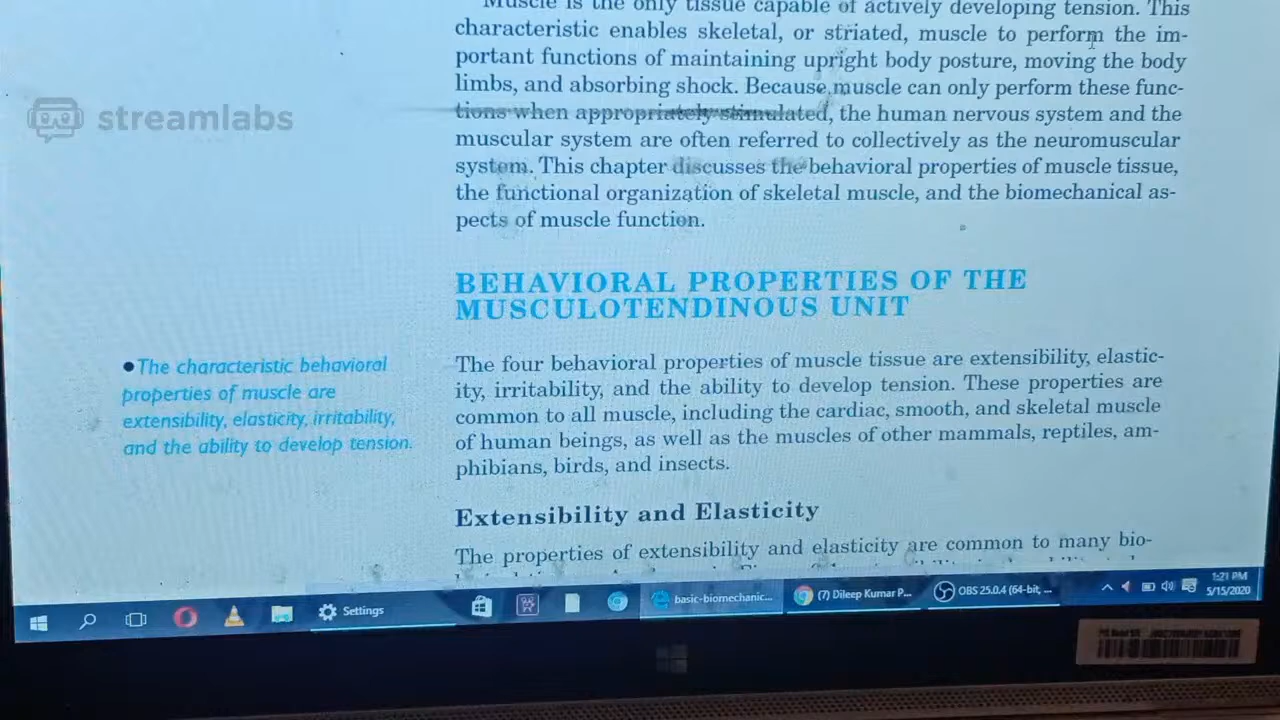 Muscle is the only tissue capable of actively developing tension. This
characteristic enables skeletal, or striated, muscle to perform the im-
portant functions of maintaining upright body posture, moving the body
limbs, and absorbing shock. Because muscle can only perform these func-
tions when appropriately stimulated, the human nervous system and the
muscular system are often referred to collectively as the neuromuscular
system. This chapter discusses the behavioral properties of muscle tissue,
the functional organization of skeletal muscle, and the biomechanical as-
pects of muscle function.
streamlabs
BEHAVIORAL PROPERTIES OF THE
MUSCULOTENDINOUS UNIT
●The characteristic behavioral
properties of muscle are
extensibility, elasticity, irritability,
and the ability to develop tension.
The four behavioral properties of muscle tissue are extensibility, elastic-
ity, irritability, and the ability to develop tension. These properties are
common to all muscle, including the cardiac, smooth, and skeletal muscle
of human beings, as well as the muscles of other mammals, reptiles, am-
phibians, birds, and insects.
Extensibility and Elasticity
The properties of extensibility and elasticity are common to many bio-
Settings
basic-biomechanic...
(7) Dileep Kumar P...
OBS 25.0.4 (64-bit, ...
1:21 PM
5/15/2020